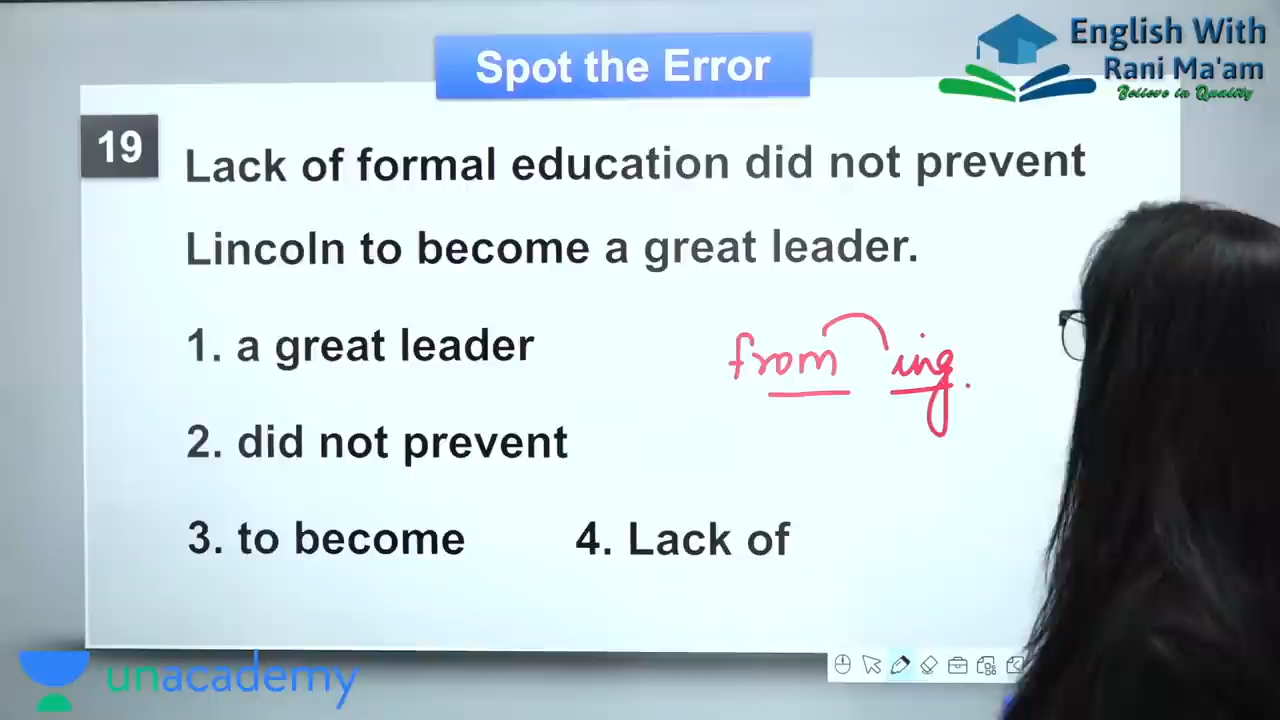 Spot the Error
English With
Rani Ma'am
Believe in Quality
19
Lack of formal education did not prevent
Lincoln to become a great leader.
1. a great leader
from ing.
2. did not prevent
3. to become 4. Lack of
unacademy